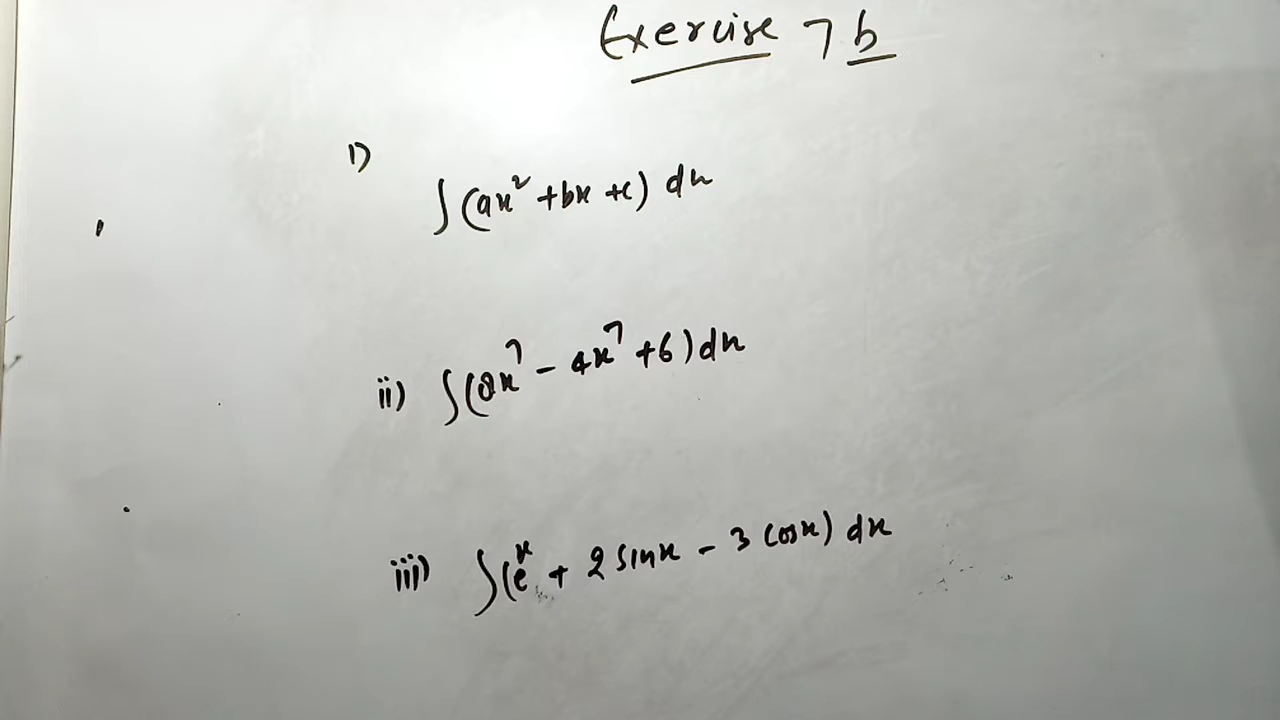 Exercise 7 b
1)
∫(ax² + bx + c) dx
ii) ∫(8x⁷ - 4x⁷ + 6) dx
iii) ∫(eˣ + 2 sinx - 3 cosx) dx